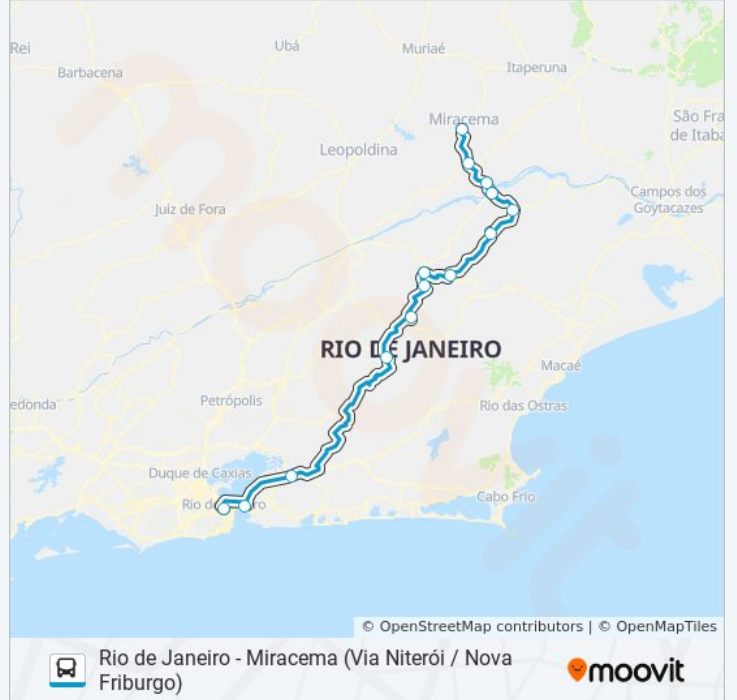 Rei
Ubá
Muriaé
Barbacena
Itaperuna
Miracema
São Fra
de Itaba
Leopoldina
Campos dos
Goytacazes
Juiz de Fora
RIO DE JANEIRO
Macaé
edonda
Petrópolis
Rio das Ostras
Duque de Caxias
Cabo Frio
Rio de Janeiro
© OpenStreetMap contributors | © OpenMapTiles
Rio de Janeiro - Miracema (Via Niterói / Nova
Friburgo)
moovit